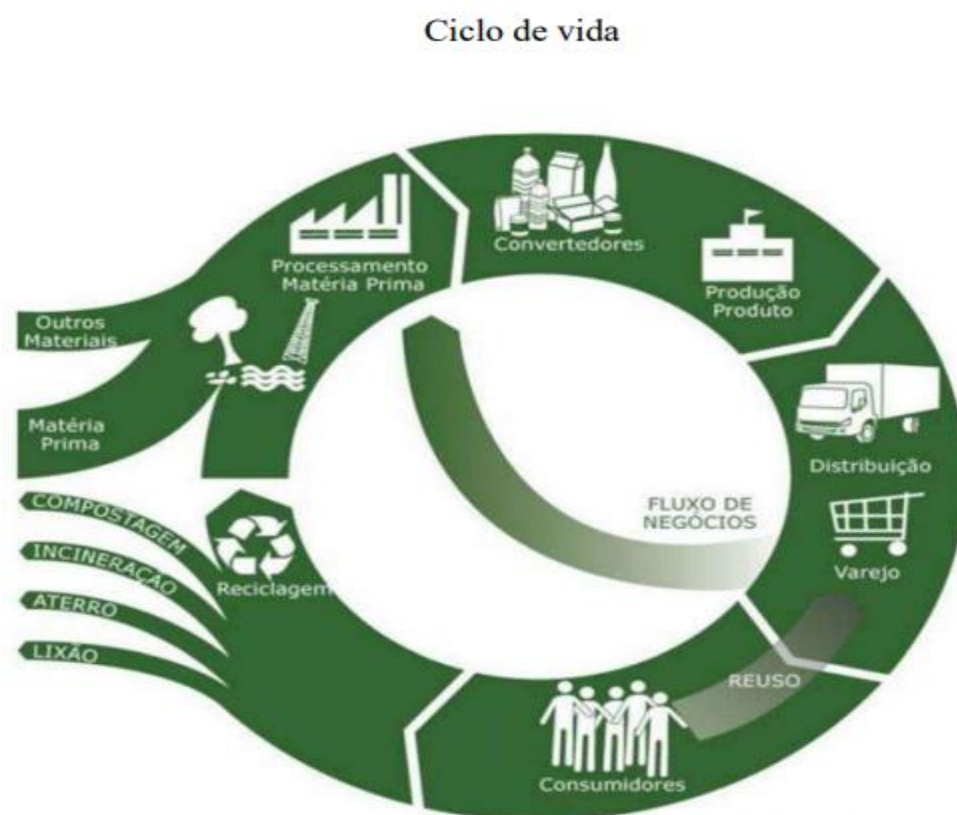 Ciclo de vida
Convertedores
Processamento
Matéria Prima
Produção
Produto
Outros
Materiais
Matéria
Prima
Distribuição
FLUXO DE
NEGÓCIOS
COMPOSTAGEM
INCINERAÇÃO
ATERRO
LIXÃO
Reciclagem
Varejo
REUSO
Consumidores